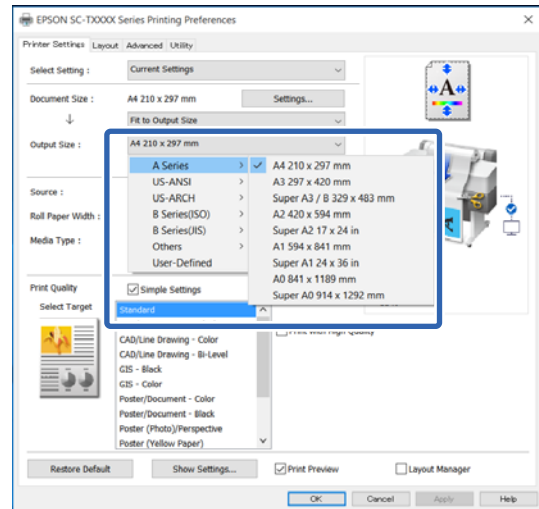 EPSON SC-TXXXX Series Printing Preferences
Printer Settings Layout Advanced Utility
Select Setting : Current Settings
Document Size : A4 210 x 297 mm Settings...
Fit to Output Size
Output Size : A4 210 x 297 mm
A Series
US-ANSI
US-ARCH
B Series(ISO)
B Series(JIS)
Others
User-Defined
A4 210 x 297 mm
A3 297 x 420 mm
Super A3 / B 329 x 483 mm
A2 420 x 594 mm
Super A2 17 x 24 in
A1 594 x 841 mm
Super A1 24 x 36 in
A0 841 x 1189 mm
Super A0 914 x 1292 mm
Source :
Roll Paper Width :
Media Type :
Print Quality
Simple Settings
Select Target
Standard
CAD/Line Drawing - Color
CAD/Line Drawing - Bi-Level
GIS - Black
GIS - Color
Poster/Document - Color
Poster/Document - Black
Poster (Photo)/Perspective
Poster (Yellow Paper)
Print with High Quality
A
Restore Default Show Settings... Print Preview Layout Manager
OK Cancel Apply Help